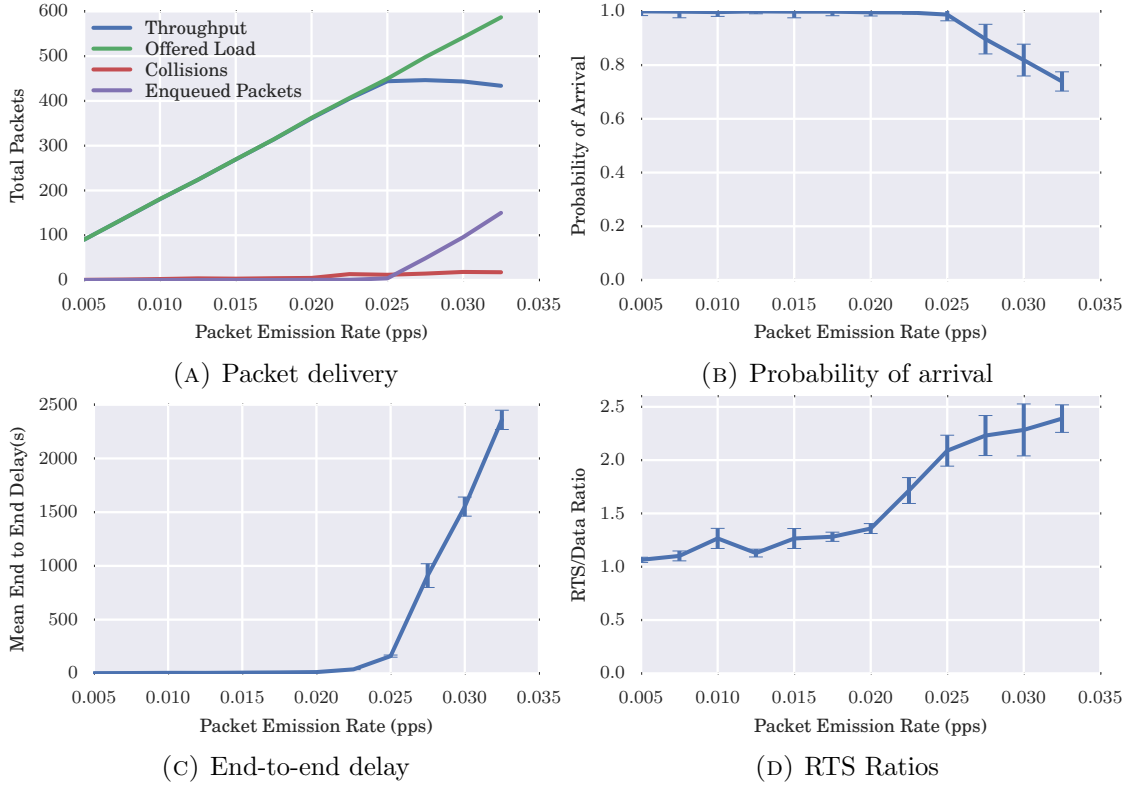 600
500
400
300
200
100
0
Total Packets
Throughput
Offered Load
Collisions
Enqueued Packets
0.005 0.010 0.015 0.020 0.025 0.030 0.035
Packet Emission Rate (pps)
(A) Packet delivery
1.0
0.8
0.6
0.4
0.2
0.0
Probability of Arrival
0.005 0.010 0.015 0.020 0.025 0.030 0.035
Packet Emission Rate (pps)
(B) Probability of arrival
2500
2000
1500
1000
500
0
Mean End to End Delay(s)
0.005 0.010 0.015 0.020 0.025 0.030 0.035
Packet Emission Rate (pps)
(C) End-to-end delay
2.5
2.0
1.5
1.0
0.5
0.0
RTS/Data Ratio
0.005 0.010 0.015 0.020 0.025 0.030 0.035
Packet Emission Rate (pps)
(D) RTS Ratios